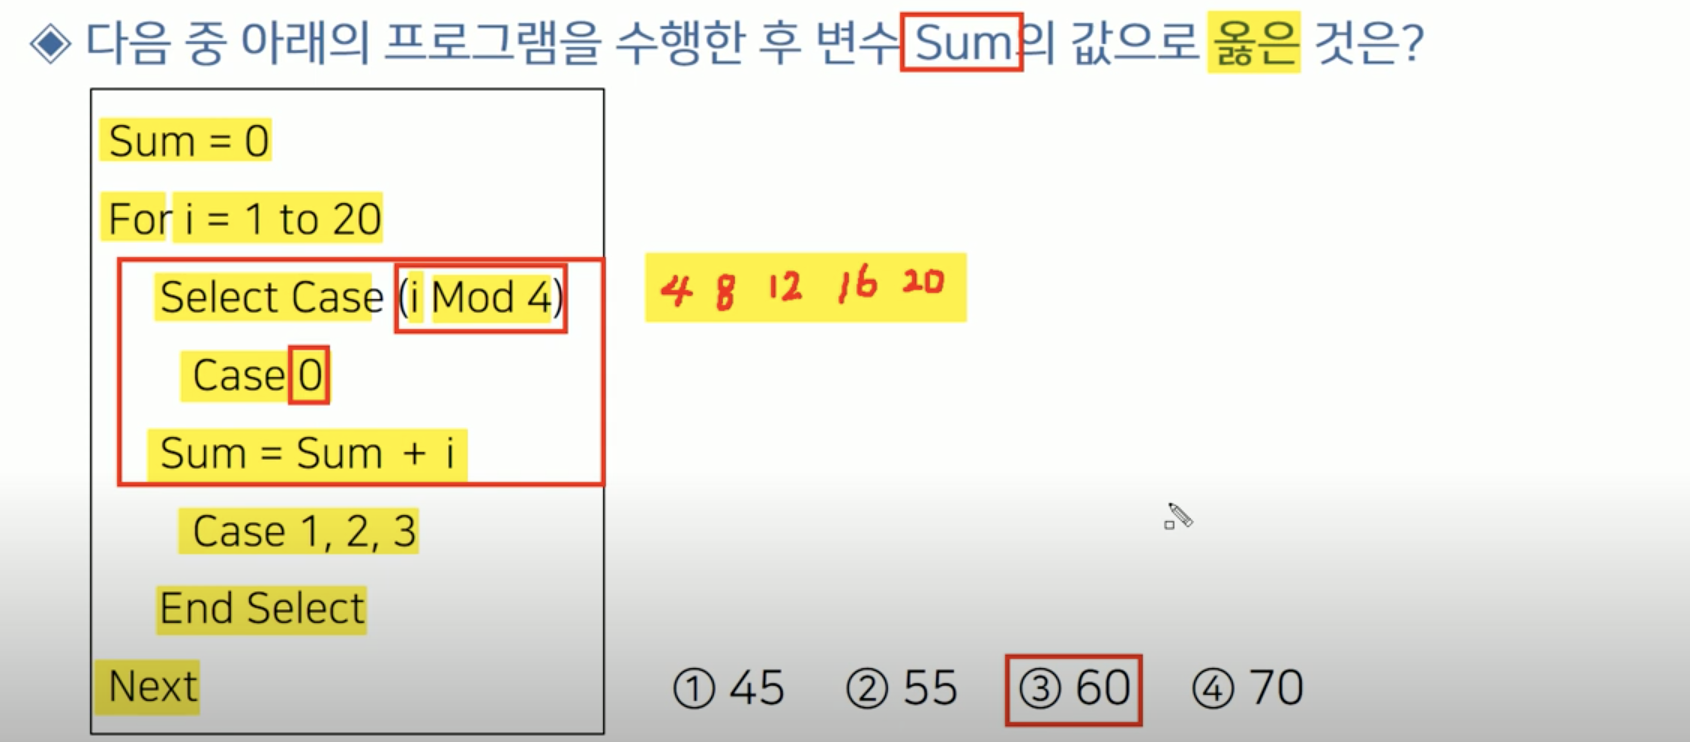 ◈ 다음 중 아래의 프로그램을 수행한 후 변수 Sum의 값으로 옳은 것은?
Sum = 0
For i = 1 to 20
Select Case (i Mod 4)
4 8 12 16 20
Case 0
Sum = Sum + i
Case 1, 2, 3
End Select
Next
① 45 ② 55 ③ 60 ④ 70